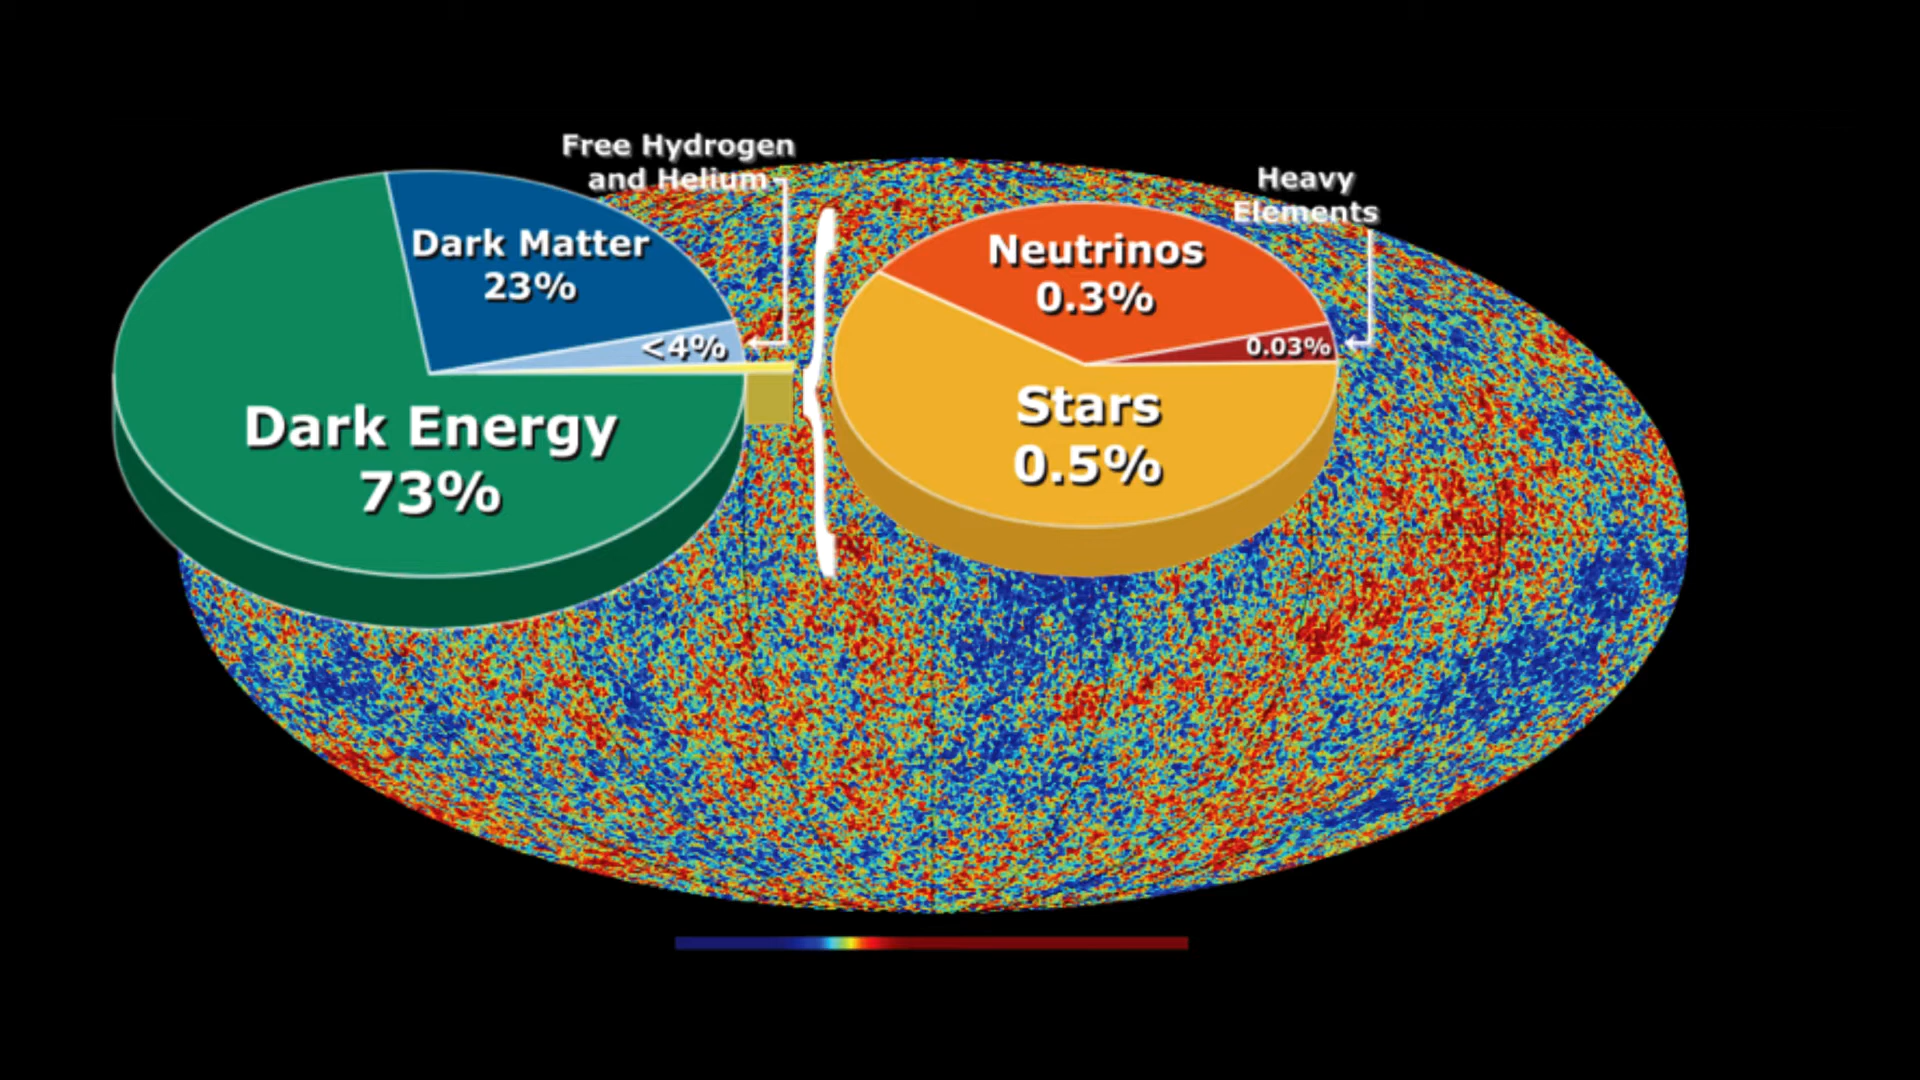 Free Hydrogen
and Helium
Dark Matter
23%
<4%
Dark Energy
73%
Heavy
Elements
Neutrinos
0.3%
0.03%
Stars
0.5%